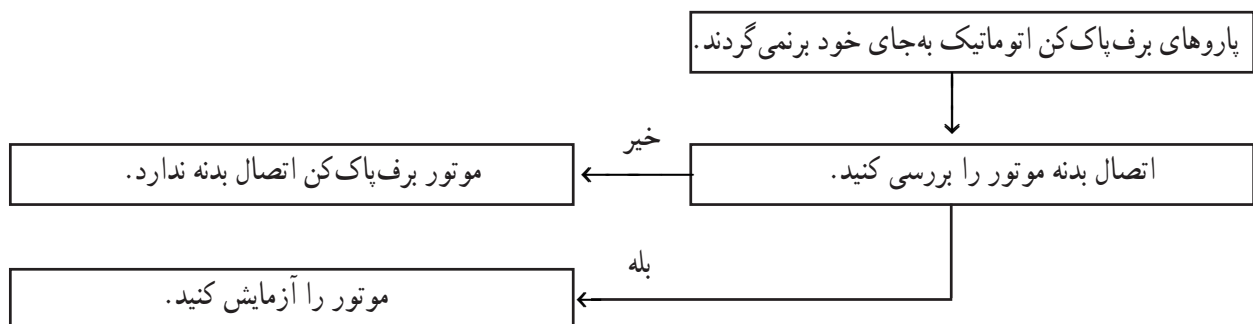 پاروهای برف‌پاک‌کن اتوماتیک به‌جای خود برنمی‌گردند.
اتصال بدنه موتور را بررسی کنید.
خیر
موتور برف‌پاک‌کن اتصال بدنه ندارد.
بله
موتور را آزمایش کنید.